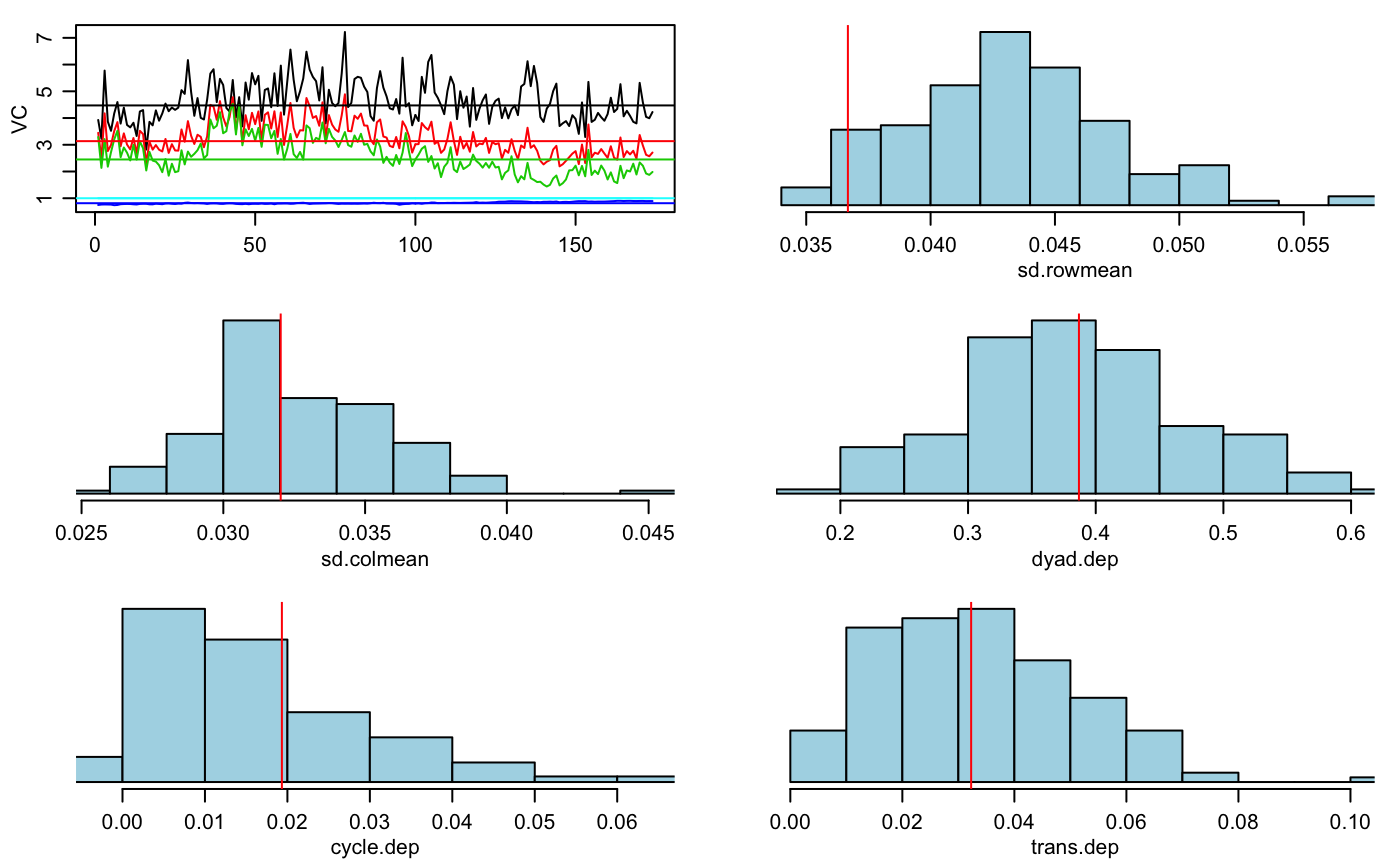 VC
7
5
3
1
0 50 100 150
0.035 0.040 0.045 0.050 0.055
sd.rowmean
0.025 0.030 0.035 0.040 0.045
sd.colmean
0.2 0.3 0.4 0.5 0.6
dyad.dep
0.00 0.01 0.02 0.03 0.04 0.05 0.06
cycle.dep
0.00 0.02 0.04 0.06 0.08 0.10
trans.dep